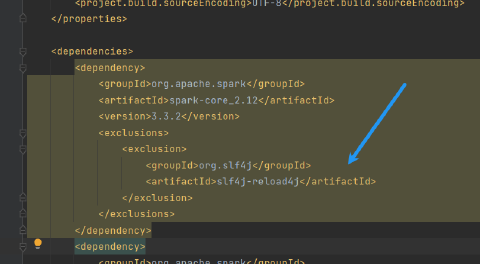 <project.build.sourceEncoding>UTF-8</project.build.sourceEncoding>
</properties>
<dependencies>
<dependency>
<groupId>org.apache.spark</groupId>
<artifactId>spark-core_2.12</artifactId>
<version>3.3.2</version>
<exclusions>
<exclusion>
<groupId>org.slf4j</groupId>
<artifactId>slf4j-reload4j</artifactId>
</exclusion>
</exclusions>
</dependency>
<dependency>
<groupId>org.apache.spark</groupId>